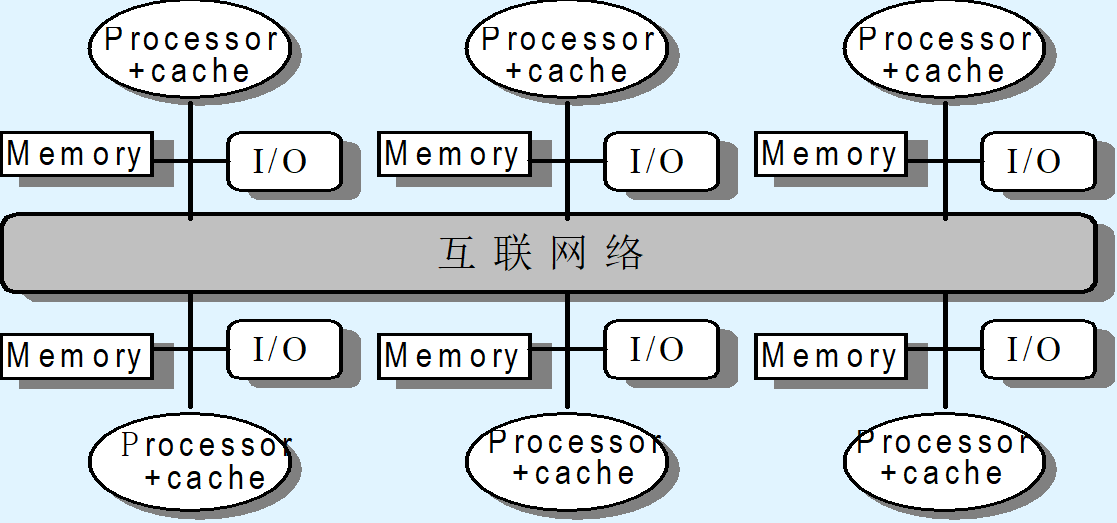 Processor
+cache
Processor
+cache
Processor
+cache
Memory
I/O
Memory
I/O
Memory
I/O
互联网络
Memory
I/O
Memory
I/O
Memory
I/O
Processor
+cache
Processor
+cache
Processor
+cache